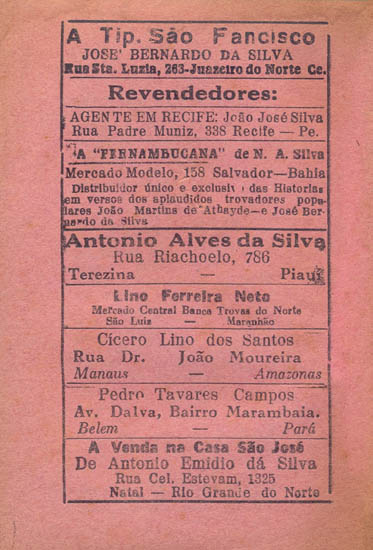 A Tip. São Fancisco
JOSE' BERNARDO DA SILVA
Rua Sta. Luzia, 263-Juazeiro do Norte Ce.
Revendedores:
AGENTE EM RECIFE: João José Silva
Rua Padre Muniz, 338 Recife — Pe.
A "PERNAMBUCANA" de N. A. Silva
Mercado Modelo, 158 Salvador—Bahia
Distribuidor único e exclusiv das Historias
em versos dos aplaudidos trovadores popu
lares João Martins de Athayde—e José Ber-
nardo da Silva
Antonio Alves da Silva
Rua Riachoelo, 786
Terezina — Piauí
Lino Ferreira Neto
Mercado Central Banca Trovas do Norte
São Luiz — Maranhão
Cícero Lino dos Santos
Rua Dr. João Moureira
Manaus — Amazonas
Pedro Tavares Campos
Av. Dalva, Bairro Marambaia.
Belem — Pará
A Venda na Casa São José
De Antonio Emidio dá Silva
Rua Cel. Estevam, 1325
Natal — Rio Grande do Norte